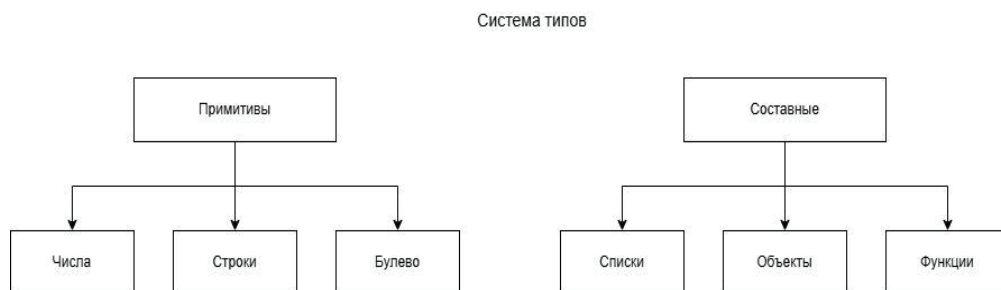 Система типов
Примитивы
Составные
Числа
Строки
Булево
Списки
Объекты
Функции